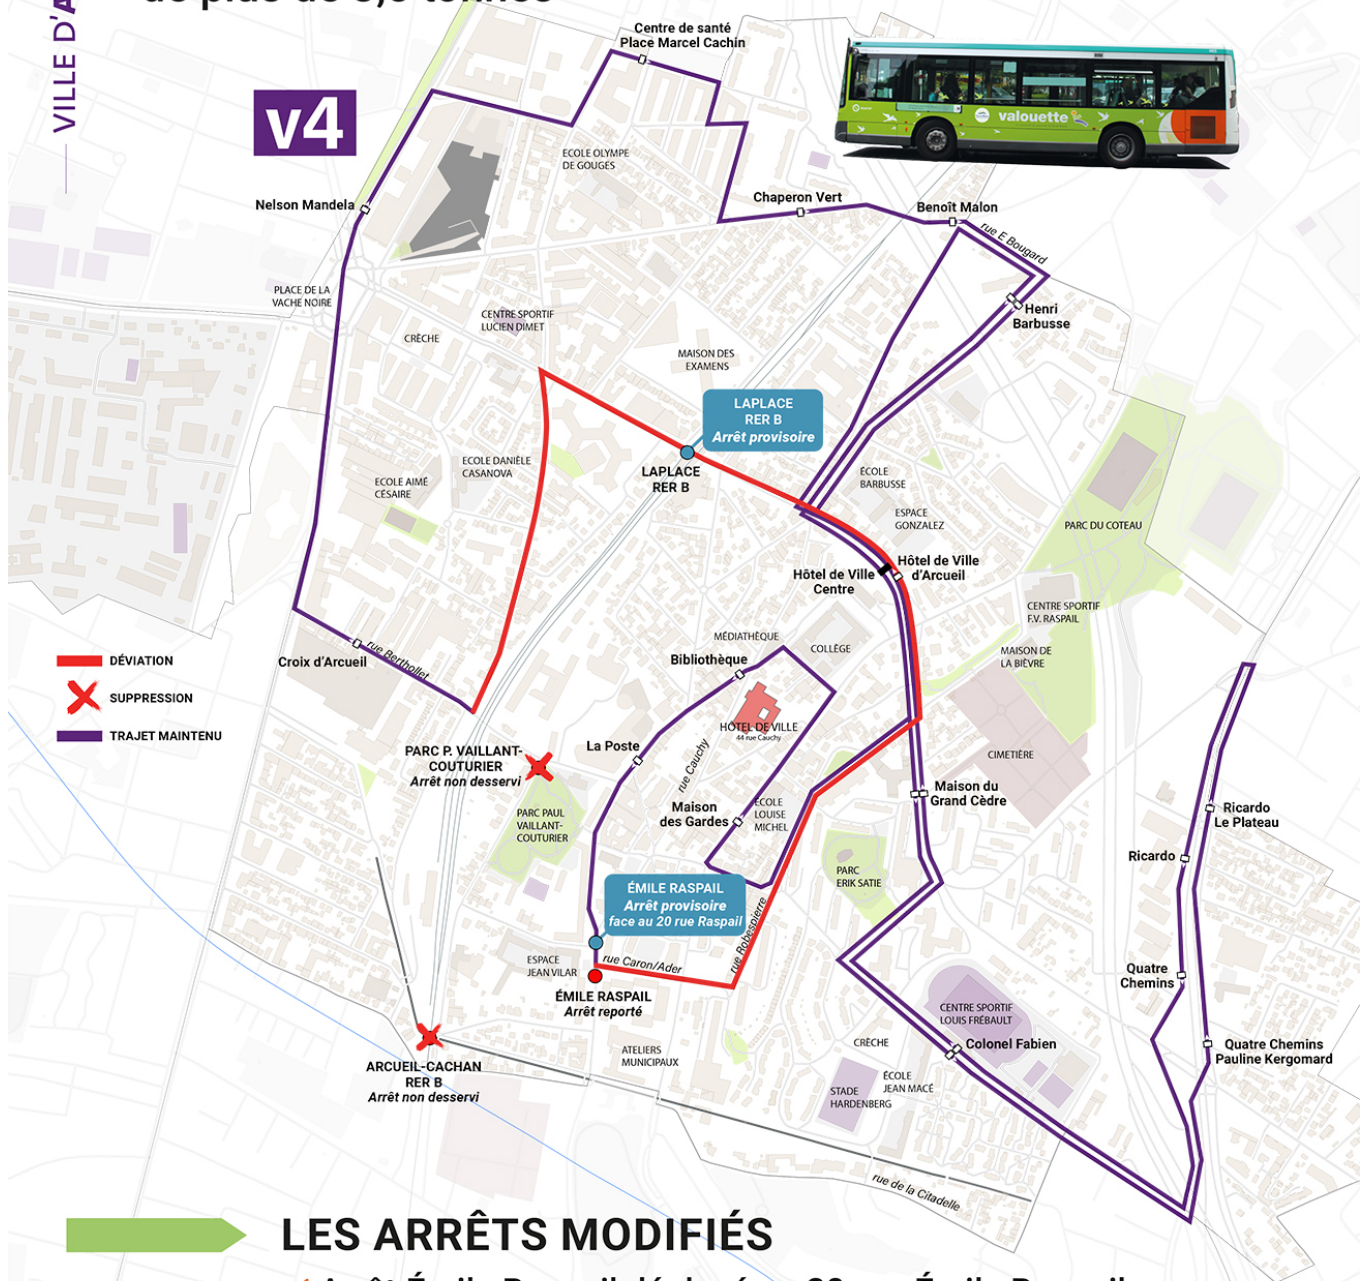 de plus de 3,5 tonnes
VILLE D'A
v4
Centre de santé
Place Marcel Cachin
valouette
ECOLE OLYMPE
DE GOUGES
Nelson Mandela
Chaperon Vert
Benoît Malon
rue E Bougard
PLACE DE LA
VACHE NOIRE
CENTRE SPORTIF
LUCIEN DIMET
Henri
Barbusse
CRÈCHE
MAISON DES
EXAMENS
LAPLACE
RER B
Arrêt provisoire
LAPLACE
RER B
ECOLE DANIÈLE
CASANOVA
ECOLE AIMÉ
CÉSAIRE
ÉCOLE
BARBUSSE
ESPACE
GONZALEZ
PARC DU COTEAU
Hôtel de Ville
d'Arcueil
Hôtel de Ville
Centre
CENTRE SPORTIF
F.V. RASPAIL
MÉDIATHÈQUE
COLLÈGE
MAISON DE
LA BIÈVRE
Bibliothèque
DÉVIATION
SUPPRESSION
TRAJET MAINTENU
Croix d'Arcueil
rue Berthollet
HÔTEL DE VILLE
44 rue Cauchy
La Poste
rue Cauchy
PARC P. VAILLANT-
COUTURIER
Arrêt non desservi
CIMETIÈRE
Maison du
Grand Cèdre
Maison
des Gardes
ECOLE
LOUISE
MICHEL
PARC PAUL
VAILLANT-
COUTURIER
Ricardo
Le Plateau
Ricardo
PARC
ERIK SATIE
ÉMILE RASPAIL
Arrêt provisoire
face au 20 rue Raspail
rue Robespierre
rue Caron/Ader
ESPACE
JEAN VILAR
ÉMILE RASPAIL
Arrêt reporté
Quatre
Chemins
CENTRE SPORTIF
LOUIS FRÉBAULT
Colonel Fabien
Quatre Chemins
Pauline Kergomard
CRÈCHE
ATELIERS
MUNICIPAUX
ÉCOLE
JEAN MACÉ
STADE
HARDENBERG
ARCUEIL-CACHAN
RER B
Arrêt non desservi
rue de la Citadelle
LES ARRÊTS MODIFIÉS